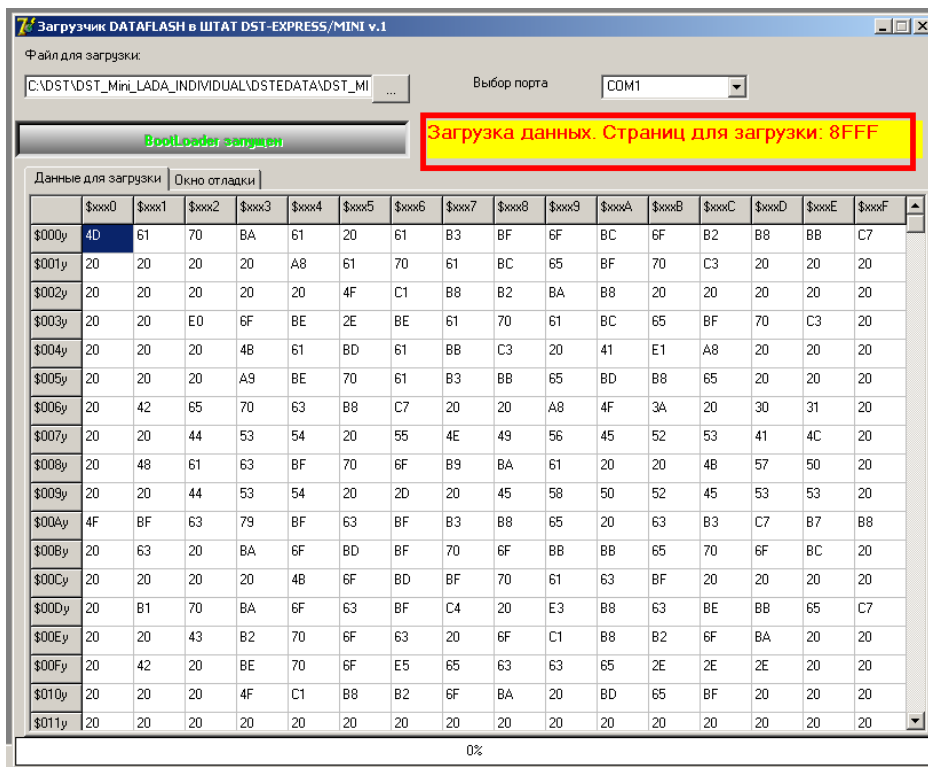 Загрузчик DATAFLASH в ШТАТ DST-EXPRESS/MINI v.1
Файл для загрузки:
C:\DST\DST_Mini_LADA_INDIVIDUAL\DSTEDATA\DST_MI ... Выбор порта COM1
BootLoader запущен
Загрузка данных. Страниц для загрузки: 8FFF
Данные для загрузки Окно отладки
$xxx0 $xxx1 $xxx2 $xxx3 $xxx4 $xxx5 $xxx6 $xxx7 $xxx8 $xxx9 $xxxA $xxxB $xxxC $xxxD $xxxE $xxxF
$000y 4D 61 70 BA 61 20 61 B3 BF 6F BC 6F B2 B8 BB C7
$001y 20 20 20 20 A8 61 70 61 BC 65 BF 70 C3 20 20 20
$002y 20 20 20 20 20 4F C1 B8 B2 BA B8 20 20 20 20 20
$003y 20 20 E0 6F BE 2E BE 61 70 61 BC 65 BF 70 C3 20
$004y 20 20 20 4B 61 BD 61 BB C3 20 41 E1 A8 20 20 20
$005y 20 20 20 A9 BE 70 61 B3 BB 65 BD B8 65 20 20 20
$006y 20 42 65 70 63 B8 C7 20 20 A8 4F 3A 20 30 31 20
$007y 20 20 44 53 54 20 55 4E 49 56 45 52 53 41 4C 20
$008y 20 48 61 63 BF 70 6F B9 BA 61 20 20 4B 57 50 20
$009y 20 20 44 53 54 20 2D 20 45 58 50 52 45 53 53 20
$00Ay 4F BF 63 79 BF 63 BF B3 B8 65 20 63 B3 C7 B7 B8
$00By 20 63 20 BA 6F BD BF 70 6F BB BB 65 70 6F BC 20
$00Cy 20 20 20 20 4B 6F BD BF 70 61 63 BF 20 20 20 20
$00Dy 20 B1 70 BA 6F 63 BF C4 20 E3 B8 63 BE BB 65 C7
$00Ey 20 20 43 B2 70 6F 63 20 6F C1 B8 B2 6F BA 20 20
$00Fy 20 42 20 BE 70 6F E5 65 63 63 65 2E 2E 2E 20 20
$010y 20 20 20 4F C1 B8 B2 6F BA 20 BD 65 BF 20 20 20
$011y 20 20 20 20 20 20 20 20 20 20 20 20 20 20 20 20
0%